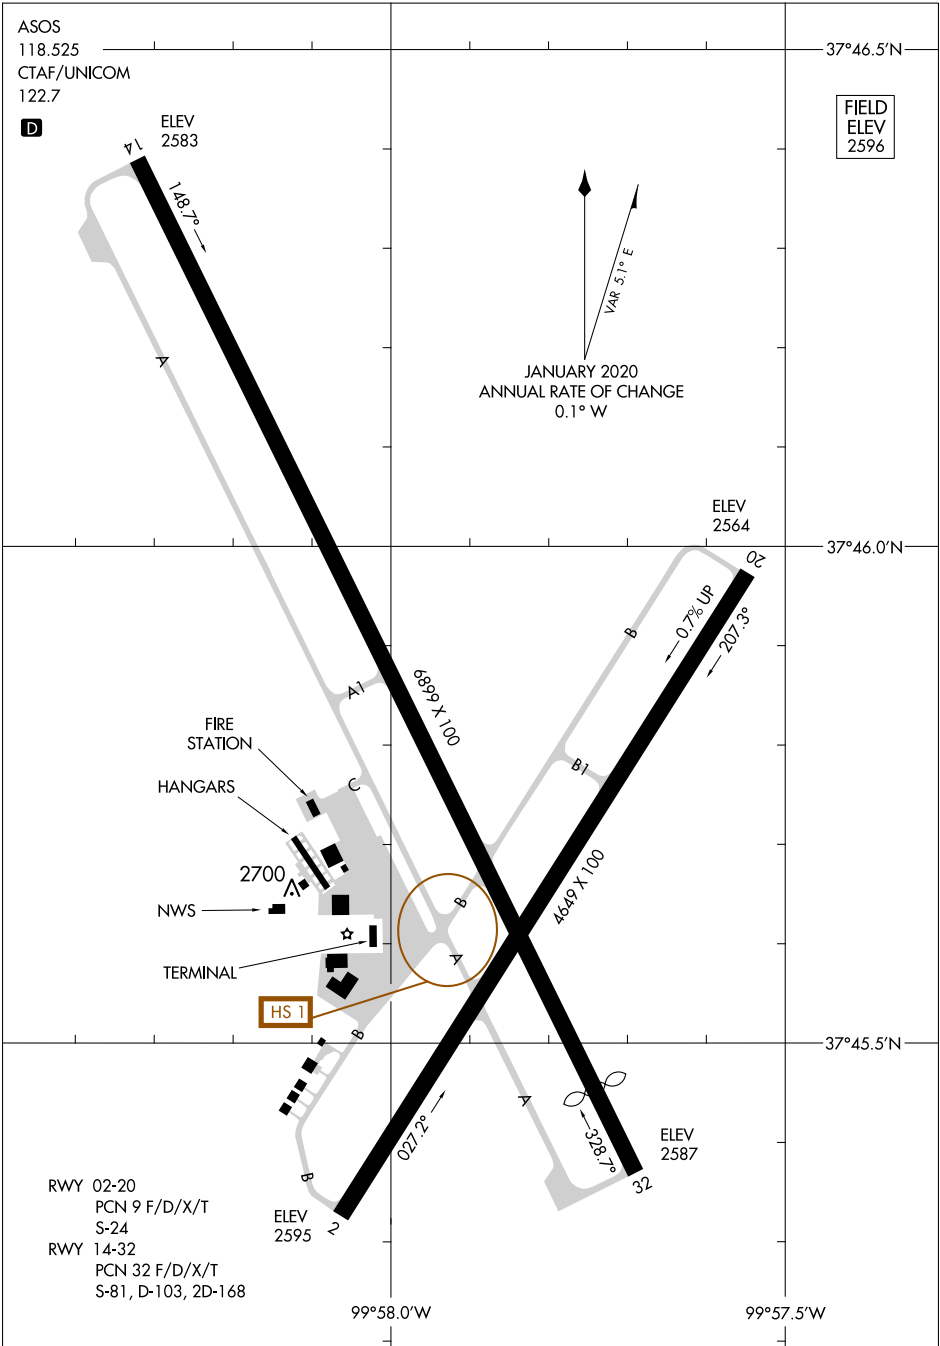 ASOS
118.525
CTAF/UNICOM
122.7
D
37°46.5'N
FIELD
ELEV
2596
ELEV
2583
14
148.7°
VAR 5.1° E
JANUARY 2020
ANNUAL RATE OF CHANGE
0.1° W
A
ELEV
2564
37°46.0'N
20
0.7% UP
207.3°
B
A1
6899 X 100
FIRE
STATION
B1
HANGARS
C
4649 X 100
2700
B
NWS
A
TERMINAL
HS 1
B
37°45.5'N
A
027.2°
328.7°
ELEV
2587
32
B
RWY 02-20
PCN 9 F/D/X/T
S-24
RWY 14-32
PCN 32 F/D/X/T
S-81, D-103, 2D-168
ELEV
2595
2
99°58.0'W
99°57.5'W